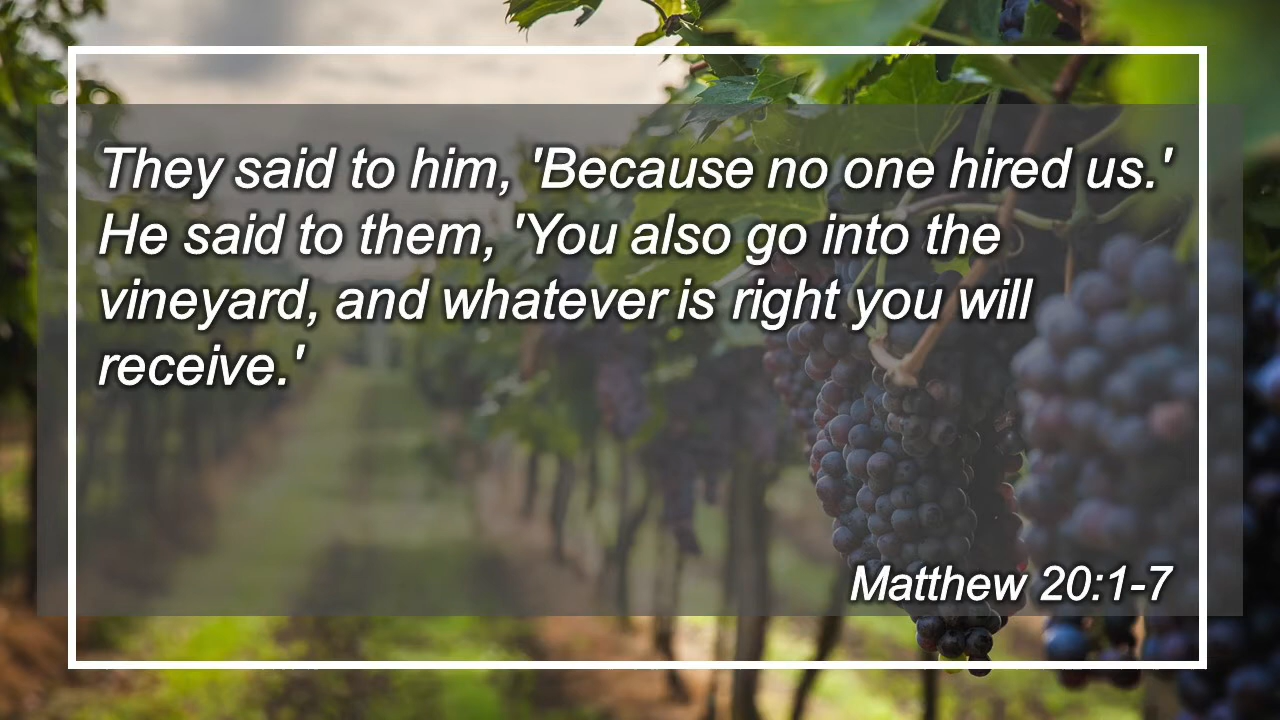 They said to him, 'Because no one hired us.'
He said to them, 'You also go into the
vineyard, and whatever is right you will
receive.'
Matthew 20:1-7